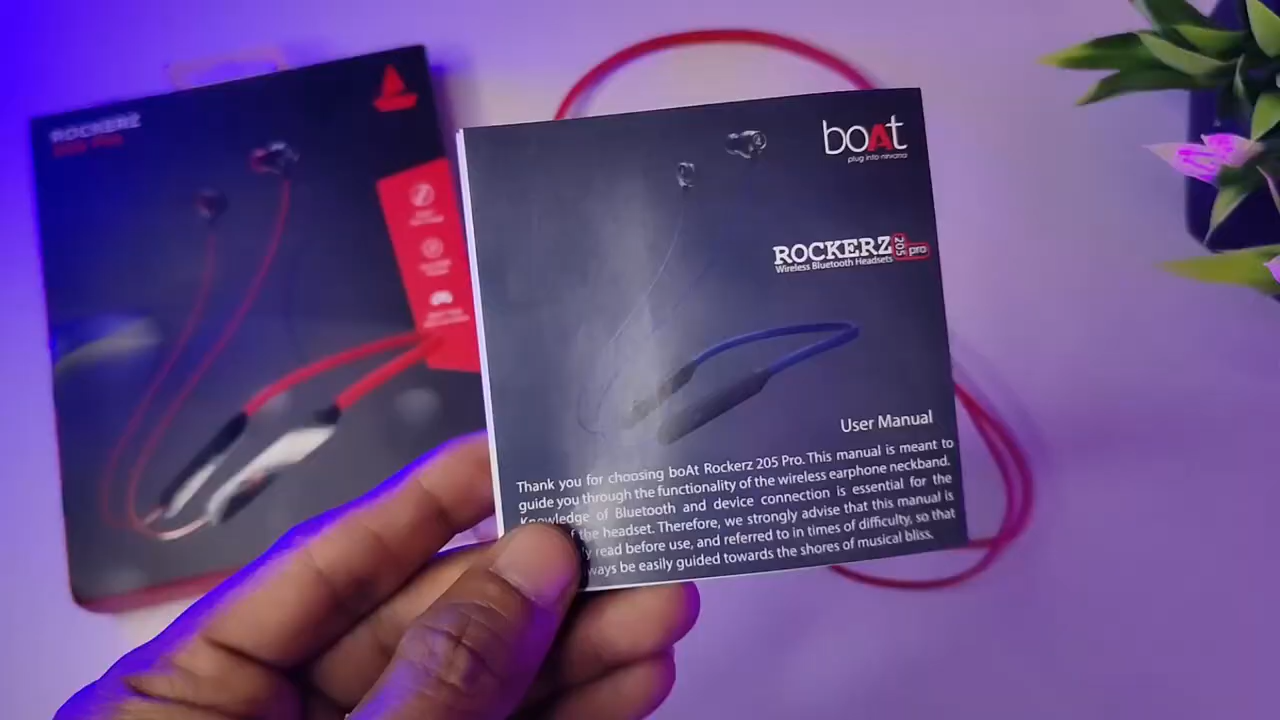 ROCKERZ
boAt
plug into nirvana
ROCKERZ 205 pro
Wireless Bluetooth Headsets
User Manual
Thank you for choosing boAt Rockerz 205 Pro. This manual is meant to
guide you through the functionality of the wireless earphone neckband.
Knowledge of Bluetooth and device connection is essential for the
of the headset. Therefore, we strongly advise that this manual is
read before use, and referred to in times of difficulty, so that
be easily guided towards the shores of musical bliss.